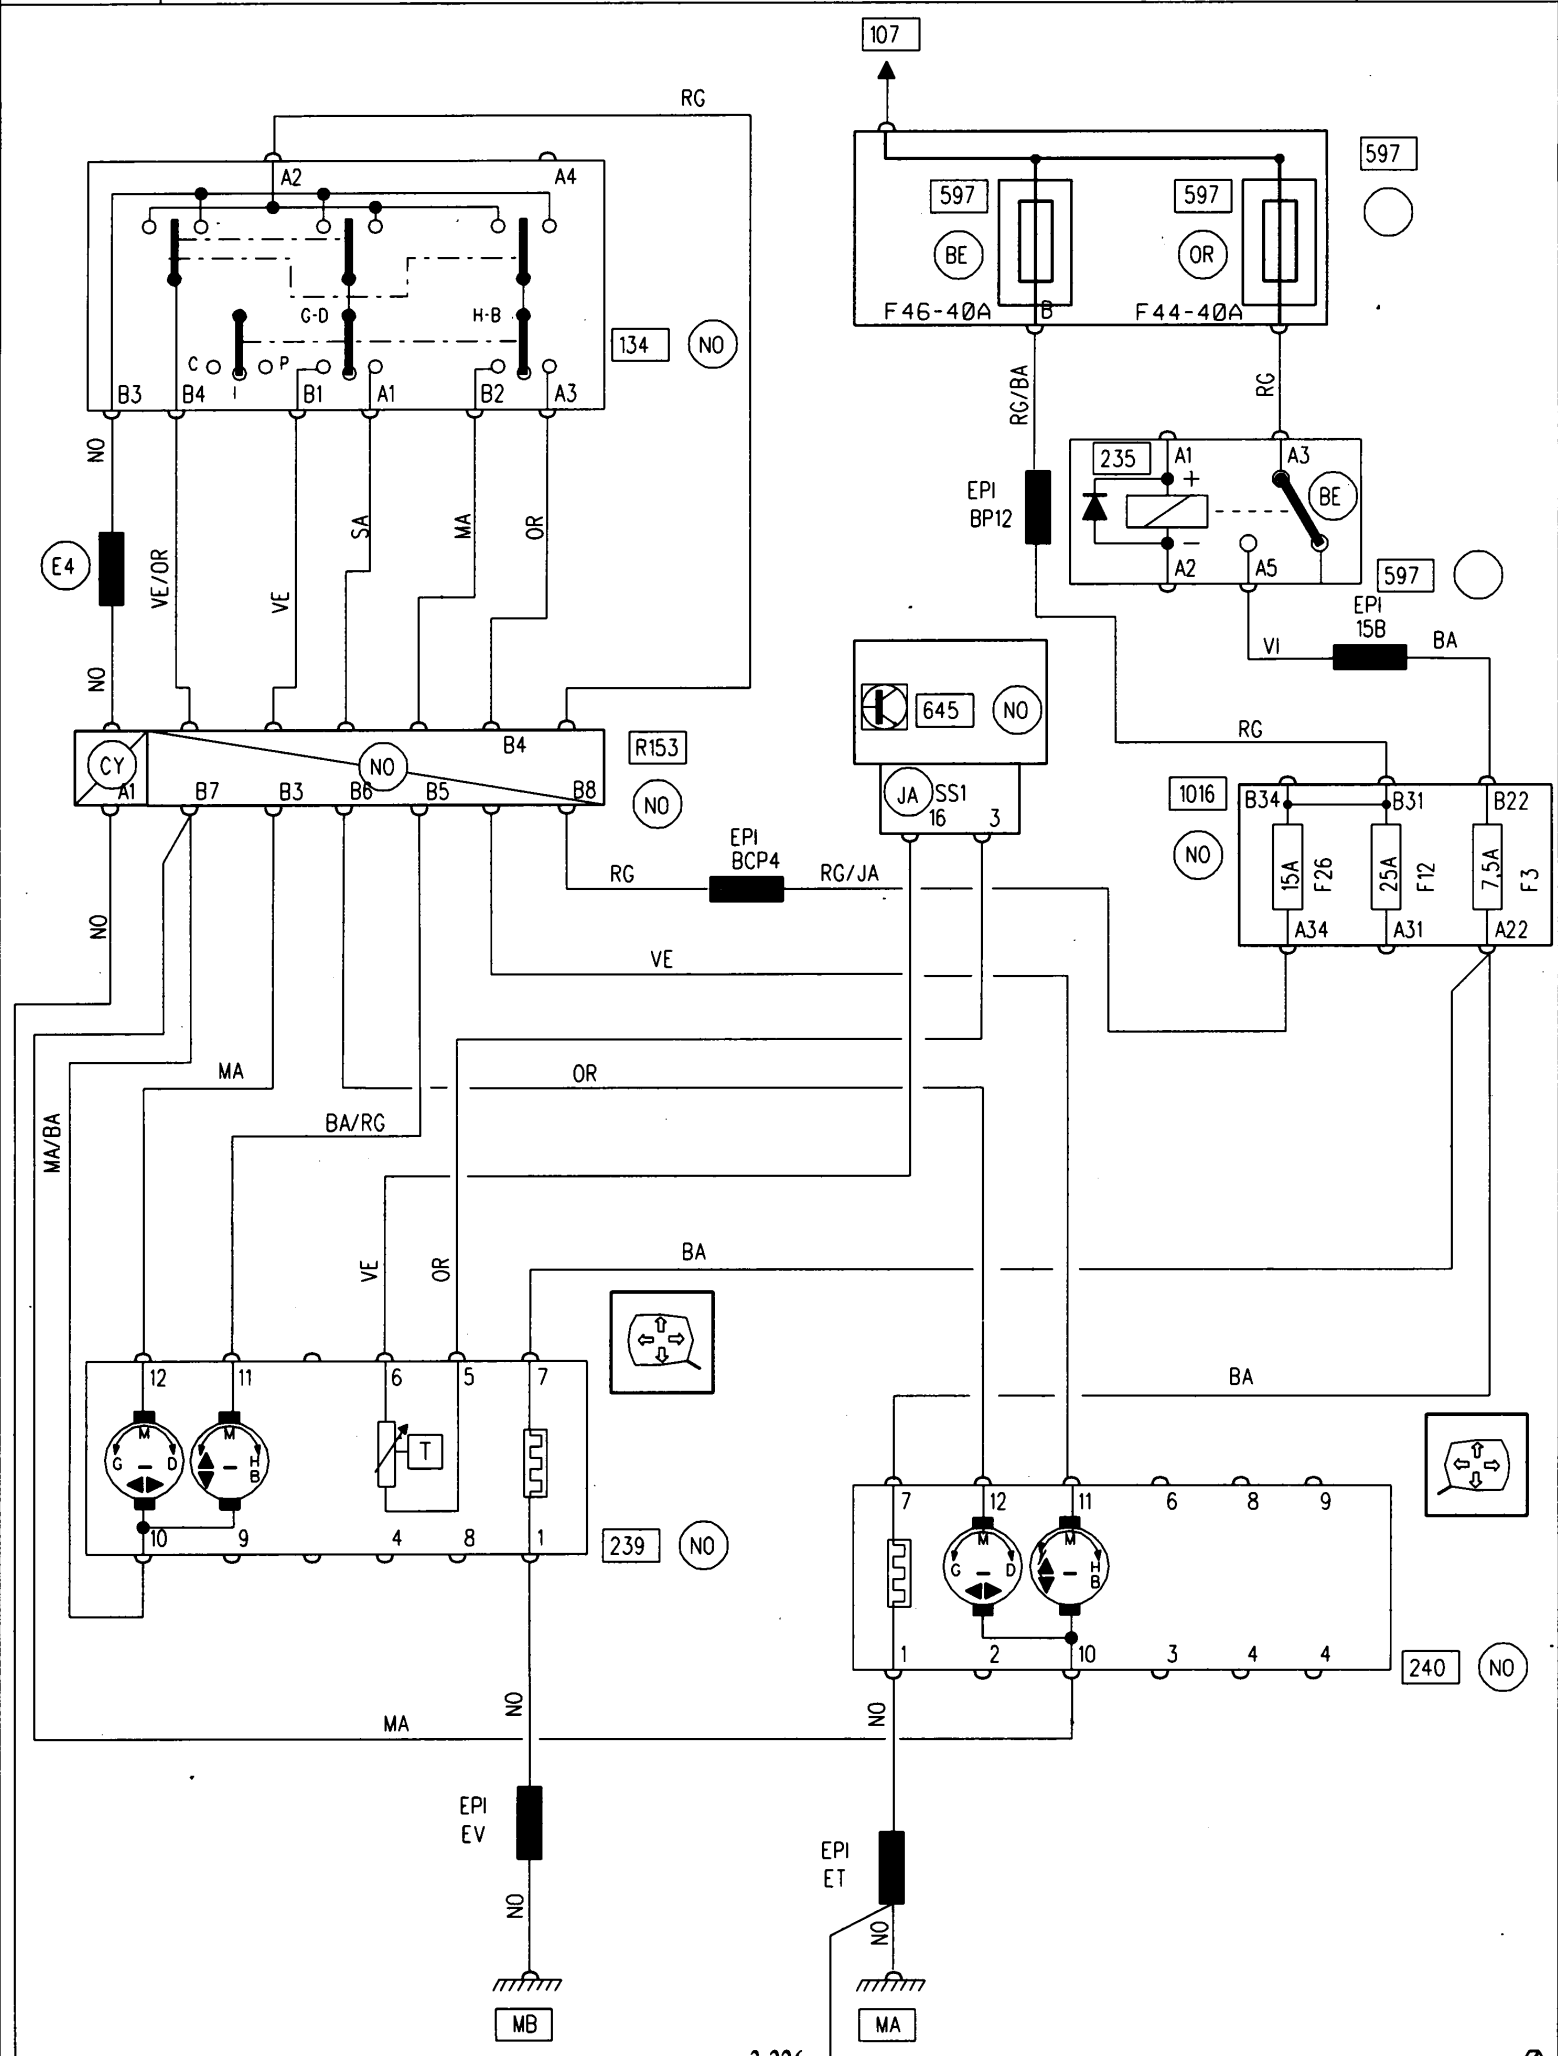 107
RG
A2
A4
G-D
H-B
C
I
P
B3
B4
B1
A1
B2
A3
134
NO
597
597
597
BE
OR
F46-40A
B
F44-40A
RG/BA
RG
235
A1
A3
+
BE
−
A2
A5
597
EPI
BP12
EPI
15B
VI
BA
NO
E4
NO
VE/OR
VE
SA
MA
OR
CY
A1
NO
B4
B7
B3
B6
B5
B8
R153
NO
645
NO
JA
SS1
16
3
RG
1016
NO
B34
B31
B22
15A
F26
25A
F12
7,5A
F3
A34
A31
A22
EPI
BCP4
RG
RG/JA
NO
VE
MA
OR
BA/RG
MA/BA
VE
OR
BA
BA
12
11
6
5
7
M
G
D
M
H
B
T
10
9
4
8
1
239
NO
7
12
11
6
8
9
M
G
D
M
H
B
1
2
10
3
4
4
240
NO
MA
NO
NO
EPI
EV
EPI
ET
NO
NO
MB
MA